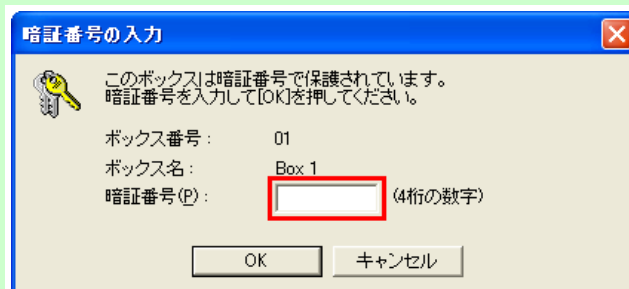 暗証番号の入力
このボックスは暗証番号で保護されています。
暗証番号を入力して[OK]を押してください。
ボックス番号： 01
ボックス名： Box 1
暗証番号(P)： (4桁の数字)
OK キャンセル